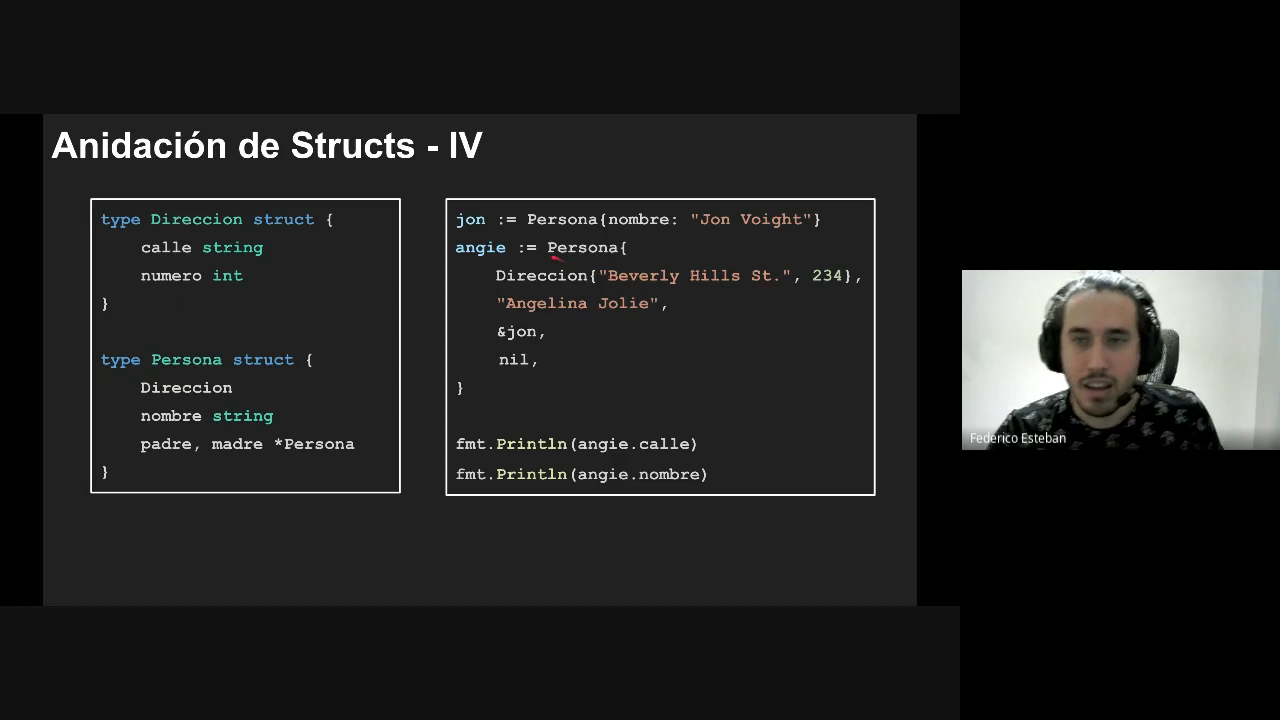 Anidación de Structs - IV
type Direccion struct {
calle string
numero int
}
type Persona struct {
Direccion
nombre string
padre, madre *Persona
}
jon := Persona{nombre: "Jon Voight"}
angie := Persona{
Direccion{"Beverly Hills St.", 234},
"Angelina Jolie",
&jon,
nil,
}
fmt.Println(angie.calle)
fmt.Println(angie.nombre)
Federico Esteban